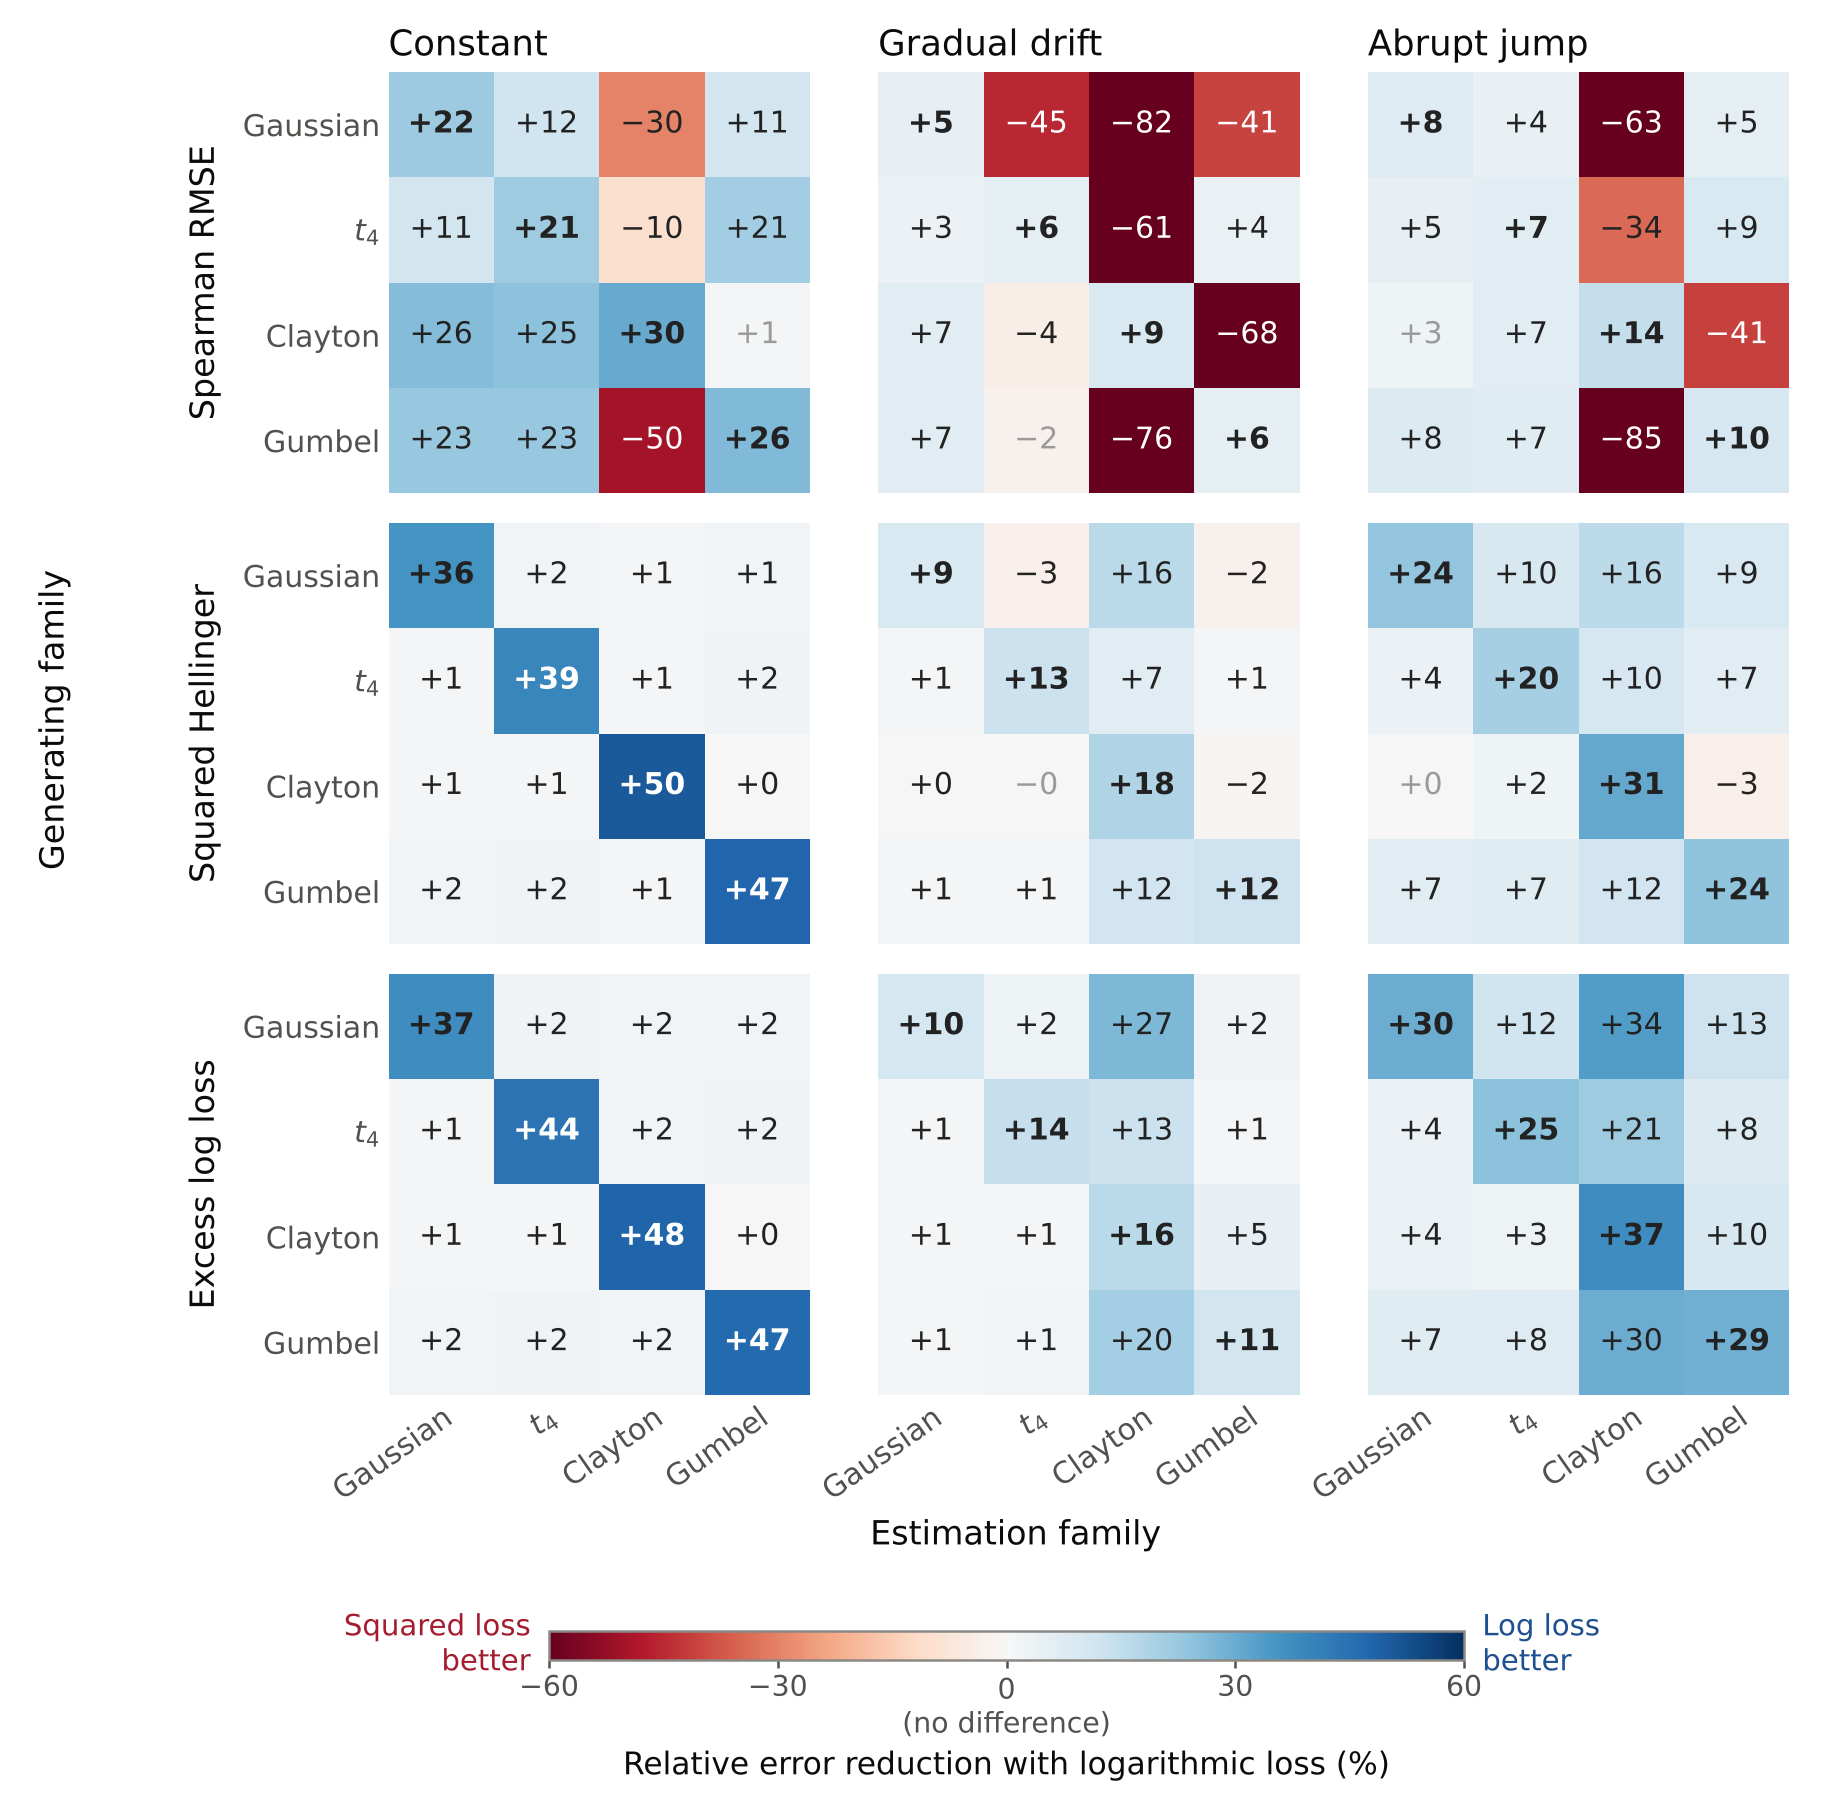 Constant Gradual drift Abrupt jump
Spearman RMSE
Gaussian +22 +12 −30 +11 +5 −45 −82 −41 +8 +4 −63 +5
t₄ +11 +21 −10 +21 +3 +6 −61 +4 +5 +7 −34 +9
Clayton +26 +25 +30 +1 +7 −4 +9 −68 +3 +7 +14 −41
Gumbel +23 +23 −50 +26 +7 −2 −76 +6 +8 +7 −85 +10
Generating family
Squared Hellinger
Gaussian +36 +2 +1 +1 +9 −3 +16 −2 +24 +10 +16 +9
t₄ +1 +39 +1 +2 +1 +13 +7 +1 +4 +20 +10 +7
Clayton +1 +1 +50 +0 +0 −0 +18 −2 +0 +2 +31 −3
Gumbel +2 +2 +1 +47 +1 +1 +12 +12 +7 +7 +12 +24
Excess log loss
Gaussian +37 +2 +2 +2 +10 +2 +27 +2 +30 +12 +34 +13
t₄ +1 +44 +2 +2 +1 +14 +13 +1 +4 +25 +21 +8
Clayton +1 +1 +48 +0 +1 +1 +16 +5 +4 +3 +37 +10
Gumbel +2 +2 +2 +47 +1 +1 +20 +11 +7 +8 +30 +29
Gaussian t₄ Clayton Gumbel Gaussian t₄ Clayton Gumbel Gaussian t₄ Clayton Gumbel
Estimation family
Squared loss
better
Log loss
better
−60 −30 0 30 60
(no difference)
Relative error reduction with logarithmic loss (%)